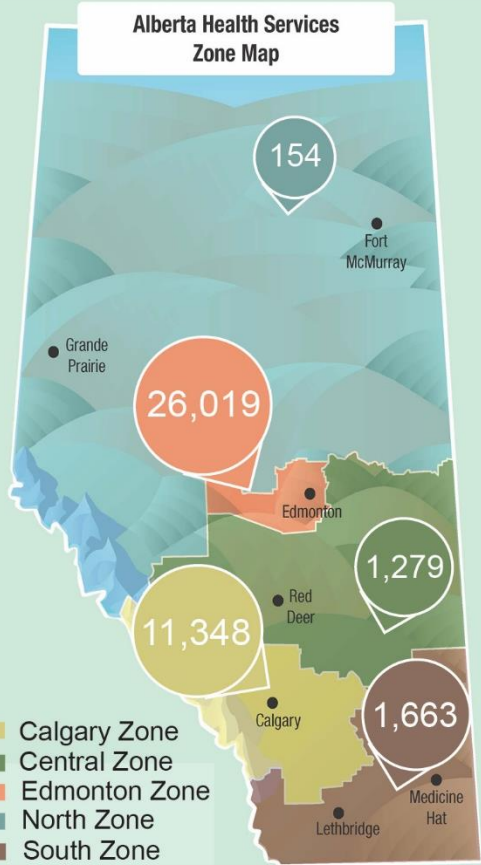 Alberta Health Services
Zone Map
154
Fort
McMurray
Grande
Prairie
26,019
Edmonton
1,279
Red
Deer
11,348
Calgary
1,663
Medicine
Hat
Lethbridge
Calgary Zone
Central Zone
Edmonton Zone
North Zone
South Zone